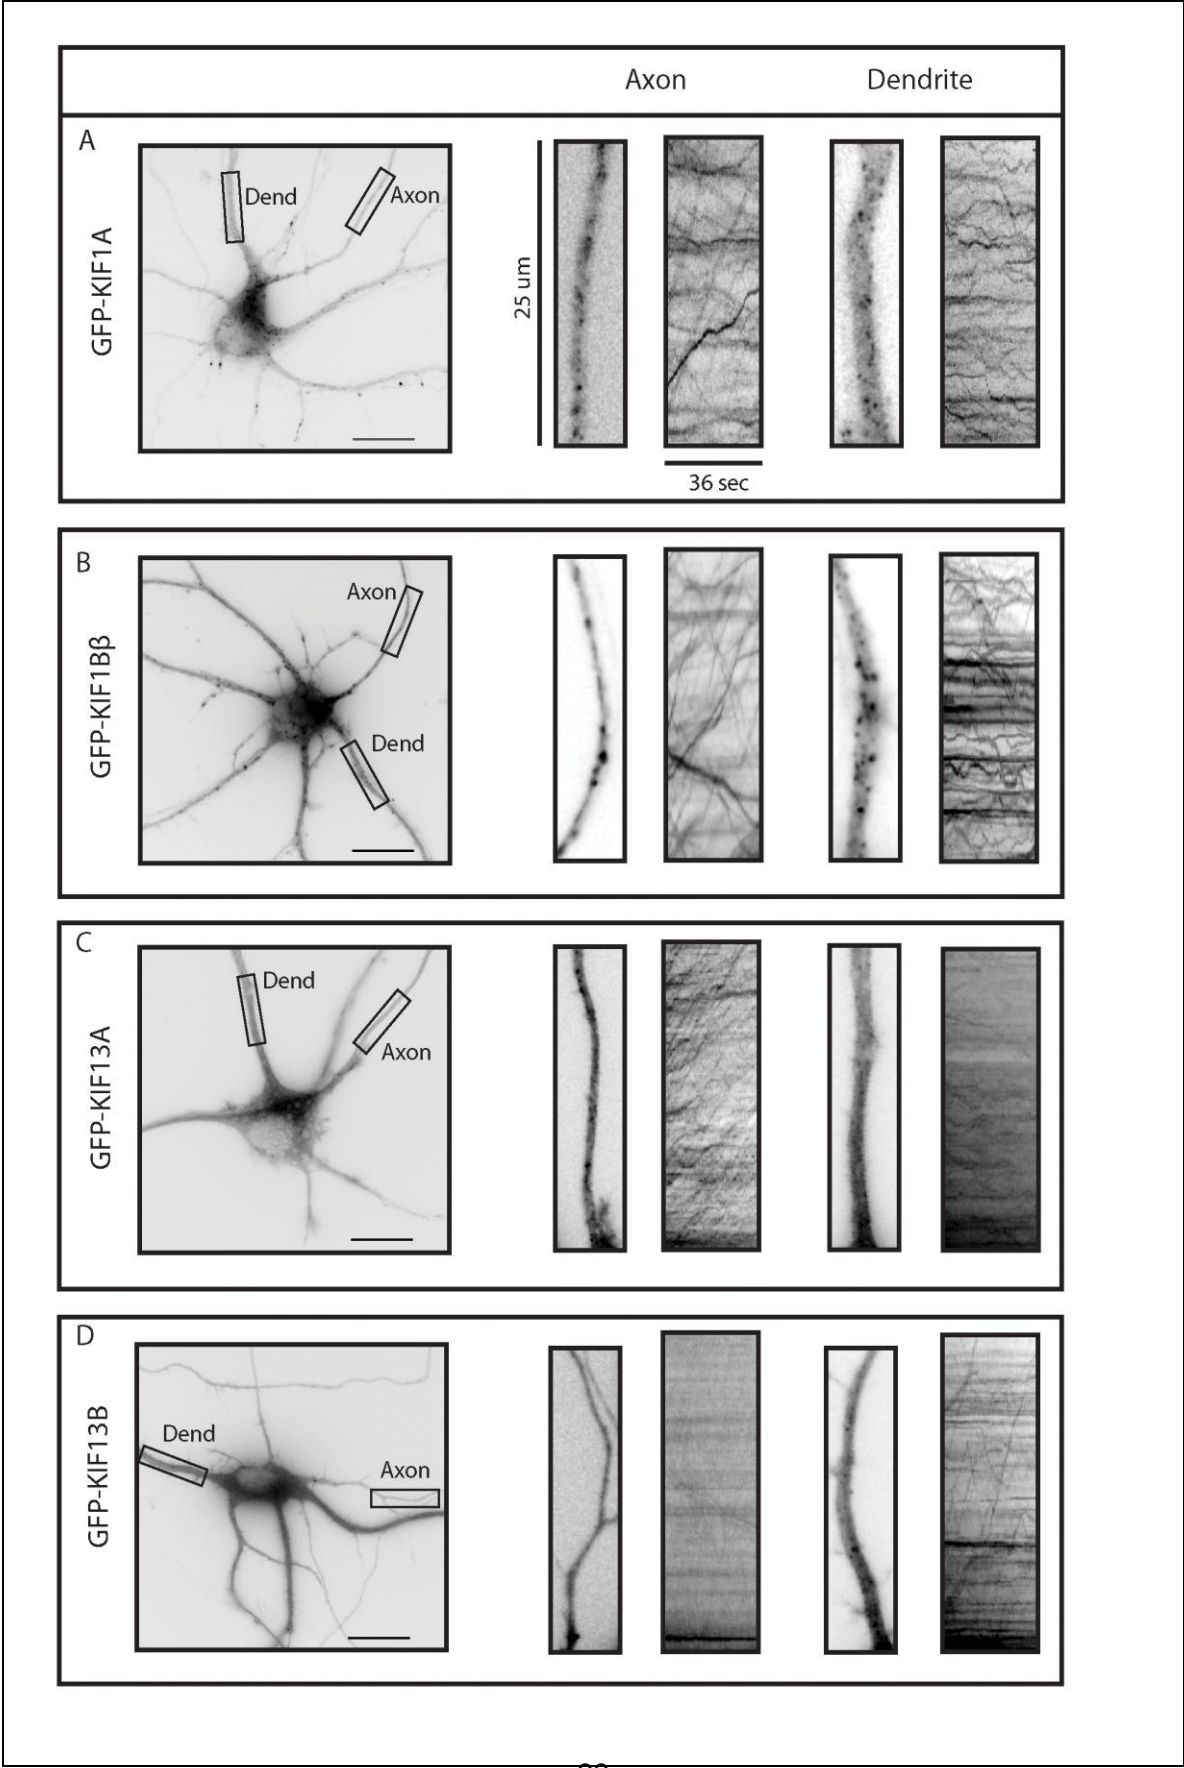 Axon Dendrite
A
GFP-KIF1A
Dend
Axon
25 um
36 sec
B
GFP-KIF1Bβ
Axon
Dend
C
GFP-KIF13A
Dend
Axon
D
GFP-KIF13B
Dend
Axon